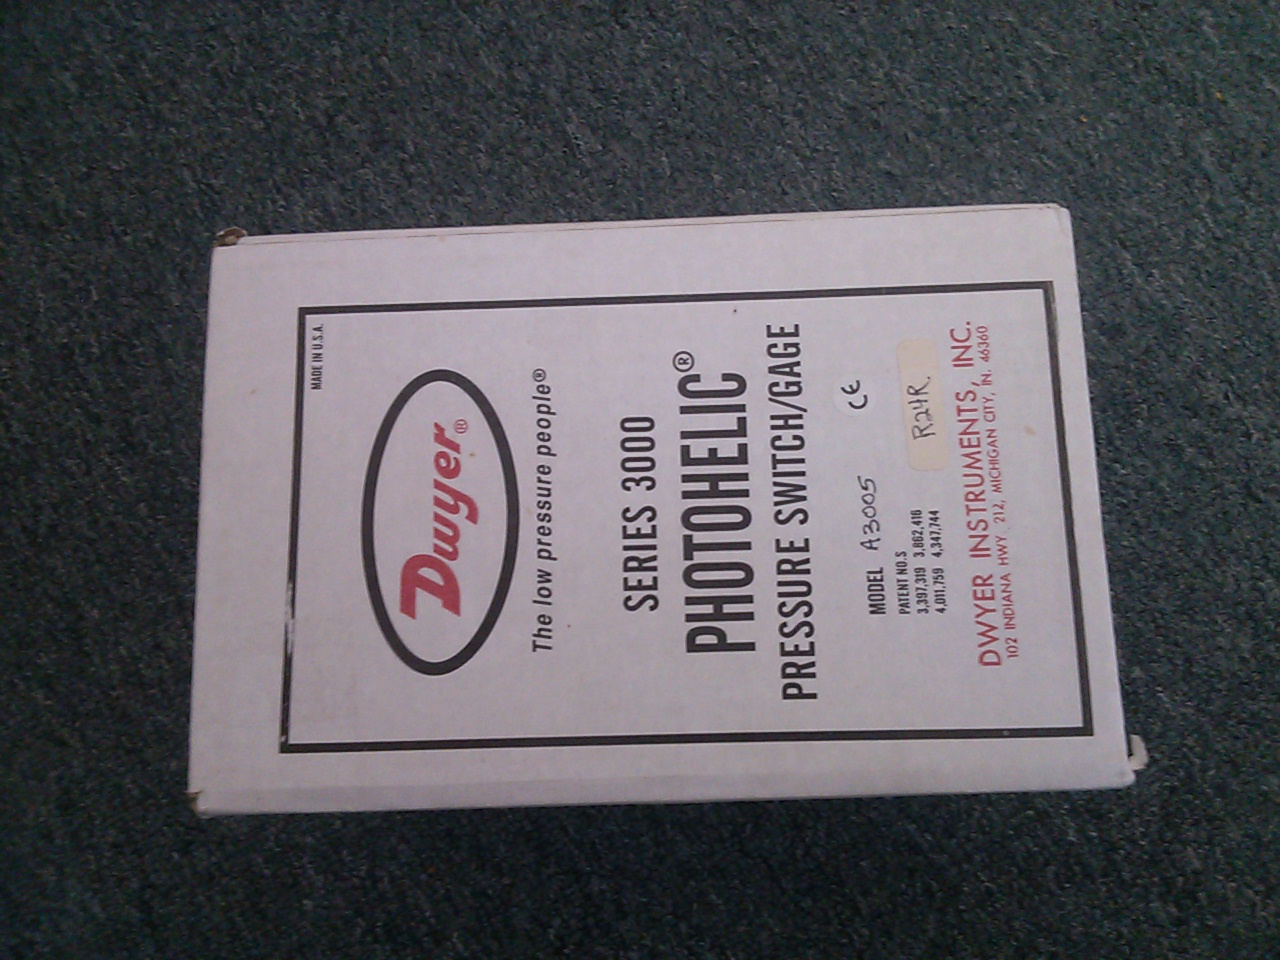 MADE IN U.S.A.
Dwyer®
The low pressure people®
SERIES 3000
PHOTOHELIC®
PRESSURE SWITCH/GAGE
MODEL A3005 CE
PATENT NO.S
3,397,319 3,862,416
4,011,759 4,347,744
R24R.
DWYER INSTRUMENTS, INC.
102 INDIANA HWY. 212, MICHIGAN CITY, IN. 46360